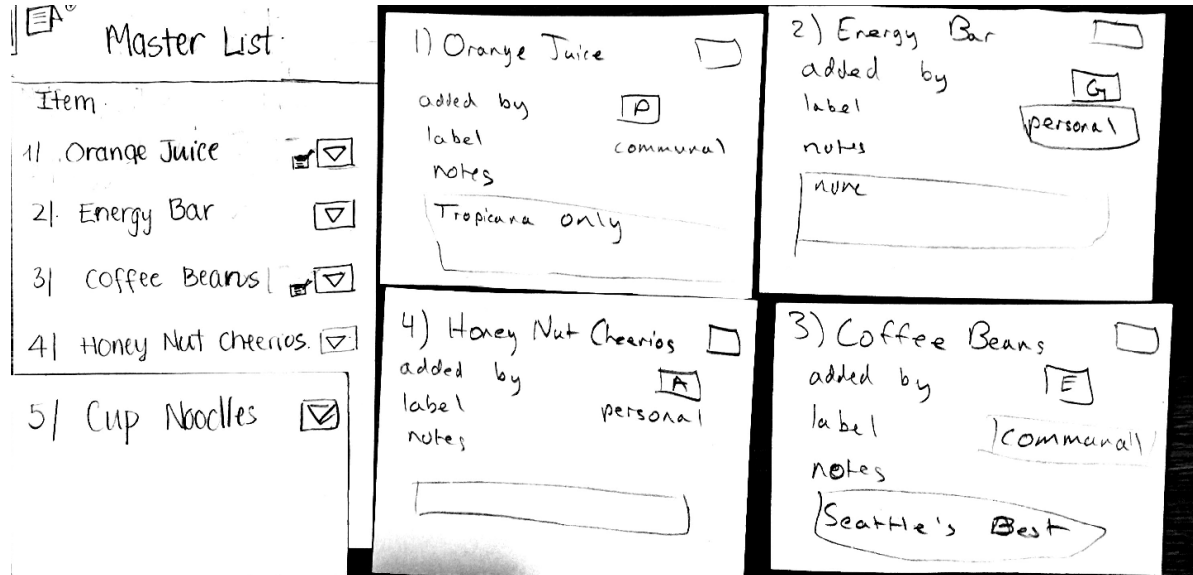 A
Master List
Item
1| Orange Juice
2| Energy Bar
3| Coffee Beans
4| Honey Nut Cheerios.
5| Cup Noodles
1) Orange Juice
added by P
label communal
notes
Tropicana only
2) Energy Bar
added by G
label personal
notes
none
4) Honey Nut Cheerios
added by A
label personal
notes
3) Coffee Beans
added by E
label communal
notes
Seattle's Best